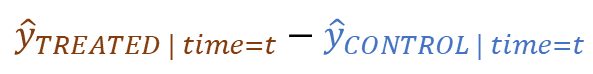 ŷTREATED | time=t − ŷCONTROL | time=t